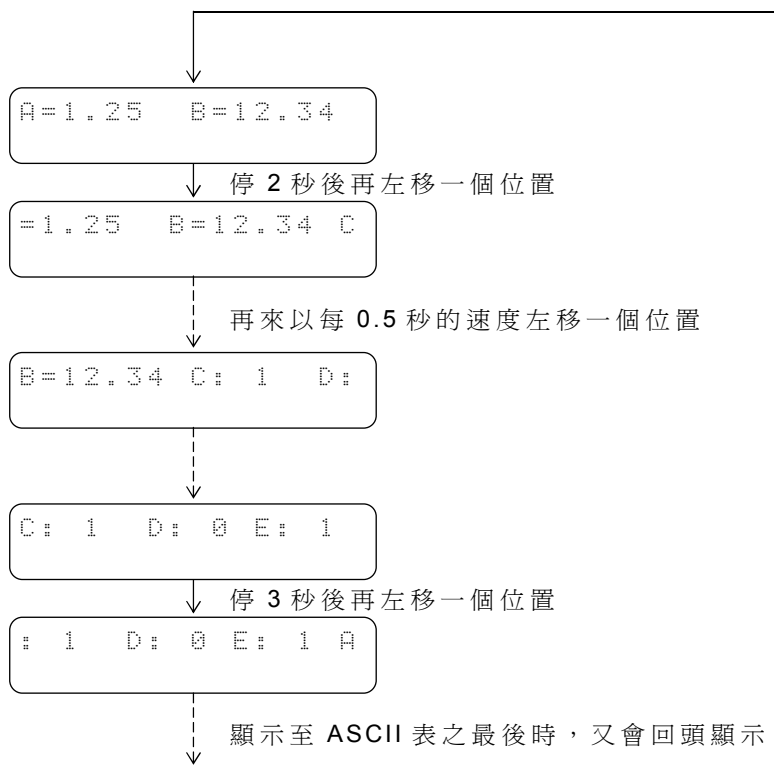 A=1.25  B=12.34
停 2 秒後再左移一個位置
=1.25  B=12.34 C
再來以每 0.5 秒的速度左移一個位置
B=12.34 C: 1  D:
C: 1  D: 0 E: 1
停 3 秒後再左移一個位置
: 1  D: 0 E: 1 A
顯示至 ASCII 表之最後時，又會回頭顯示